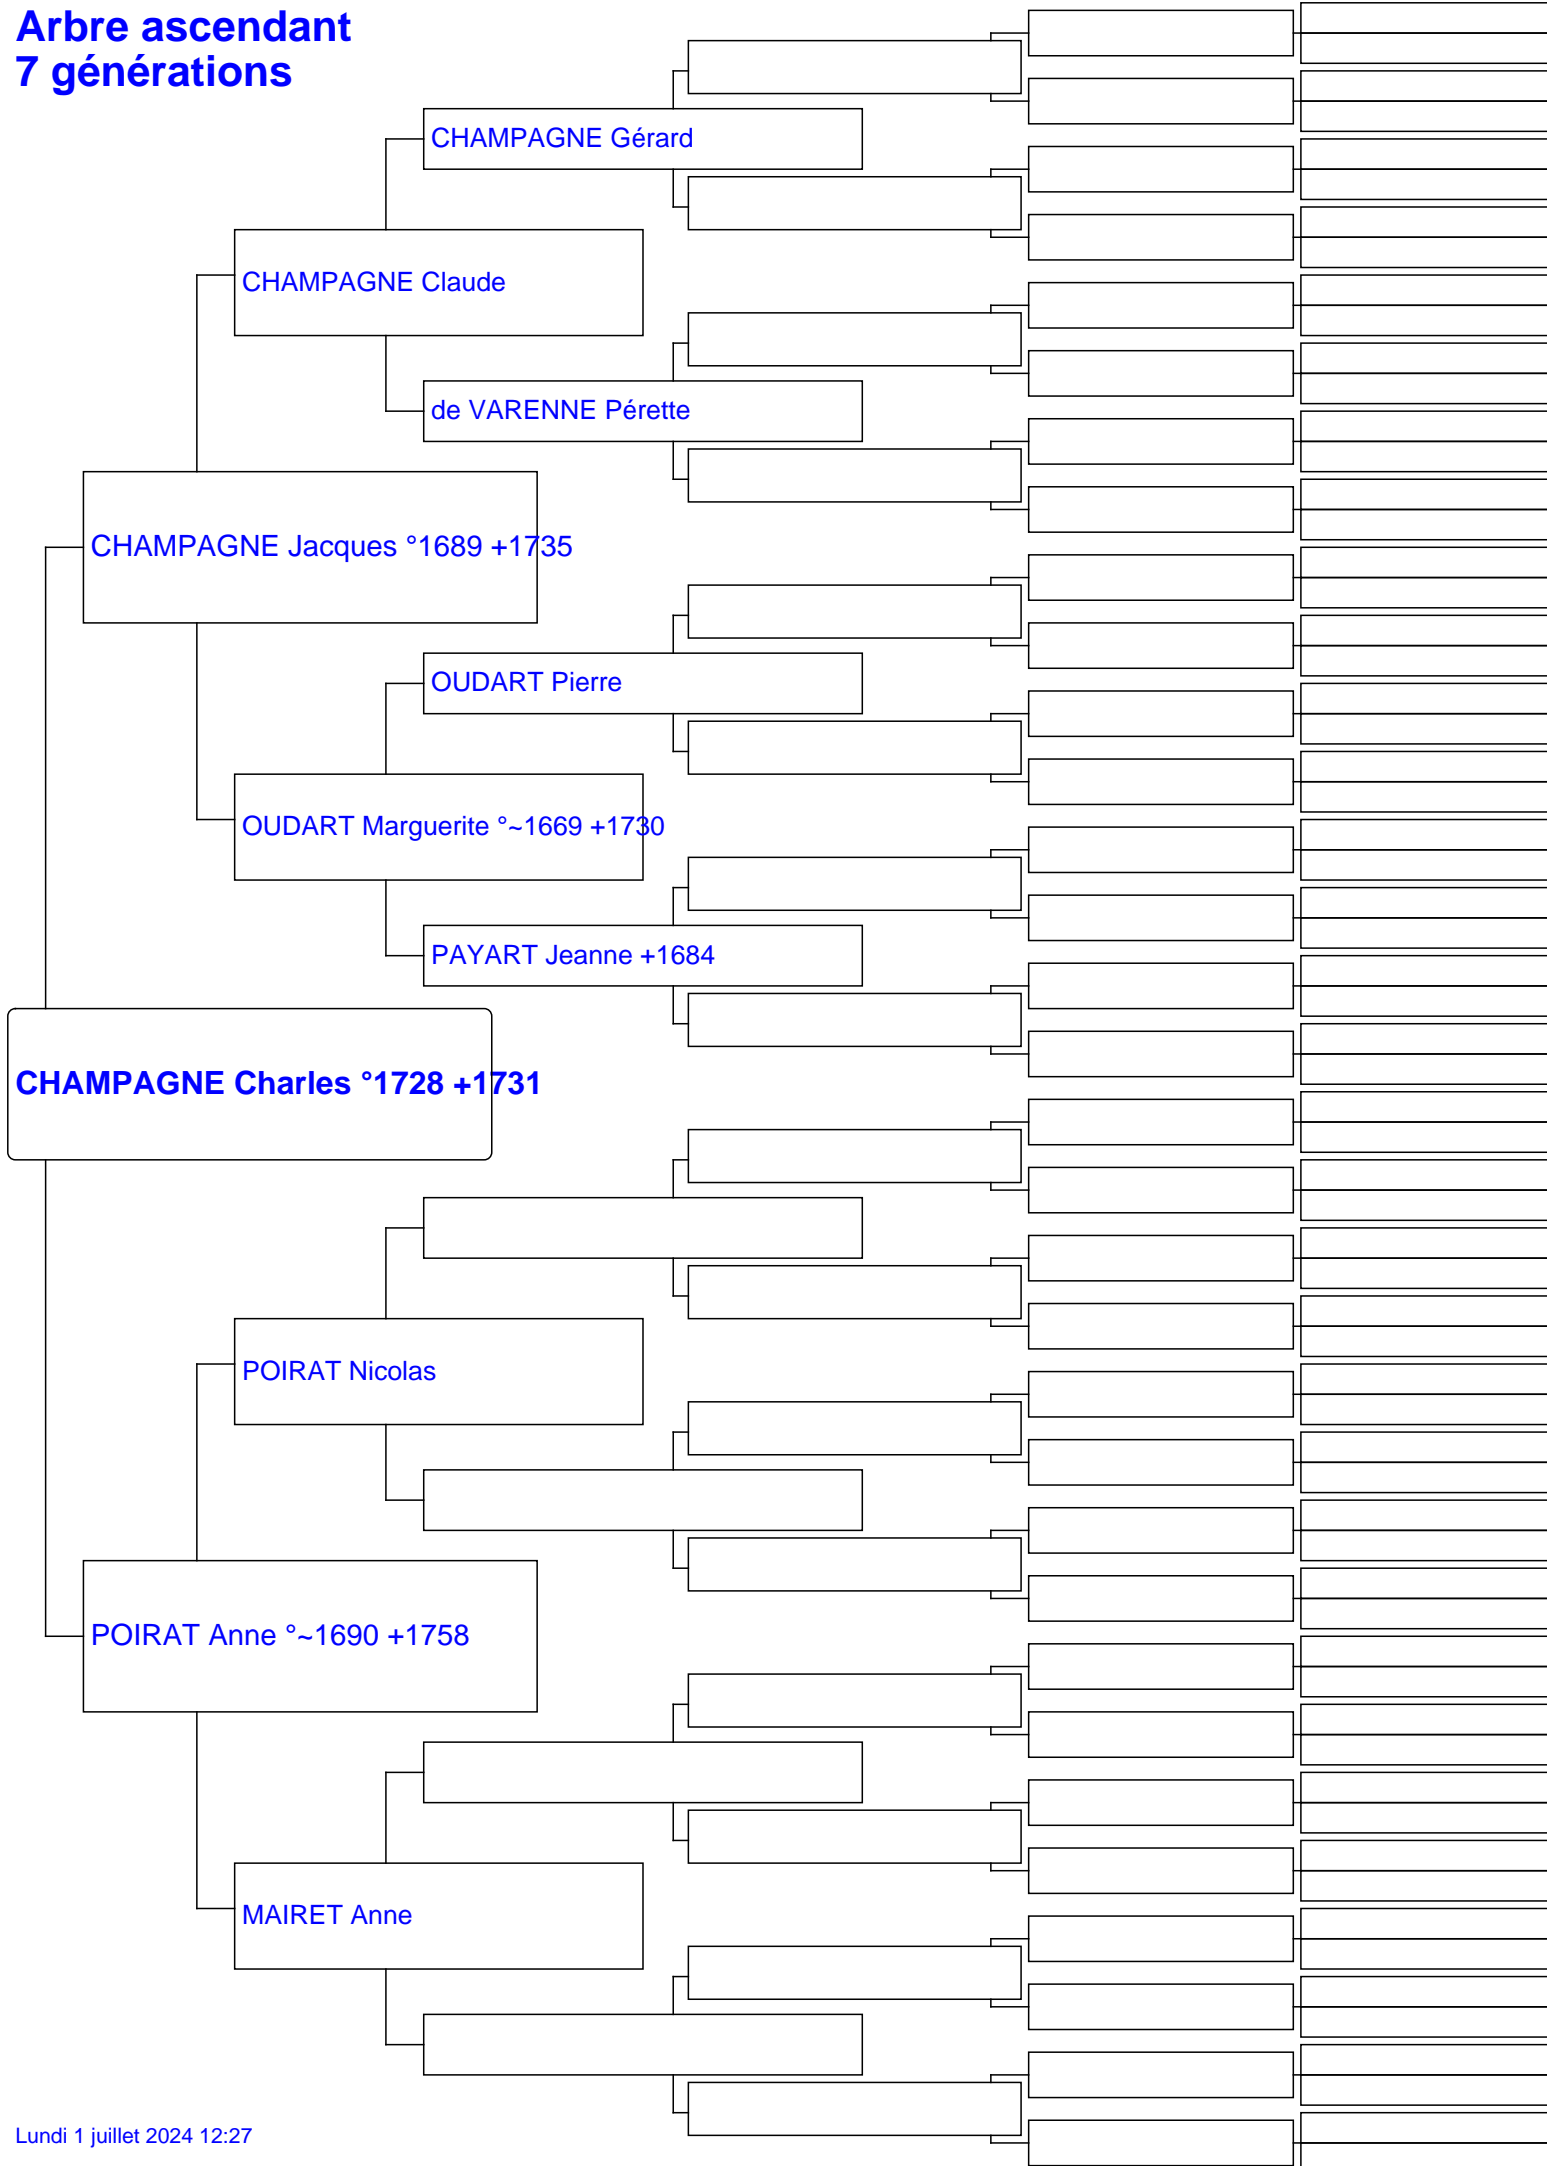 Arbre ascendant
7 générations
CHAMPAGNE Gérard
CHAMPAGNE Claude
de VARENNE Pérette
CHAMPAGNE Jacques °1689 +1735
OUDART Pierre
OUDART Marguerite °~1669 +1730
PAYART Jeanne +1684
CHAMPAGNE Charles °1728 +1731
POIRAT Nicolas
POIRAT Anne °~1690 +1758
MAIRET Anne
Lundi 1 juillet 2024 12:27